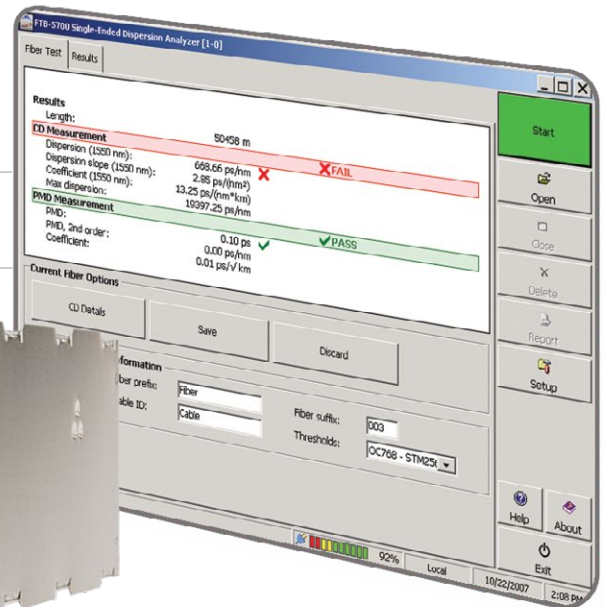 FTB-5700 Single-Ended Dispersion Analyzer [1-0]
Fiber Test Results
Results
Length: 50458 m
CD Measurement FAIL
Dispersion (1550 nm): 668.66 ps/nm
Dispersion slope (1550 nm): 2.85 ps/(nm²)
Coefficient (1550 nm): 13.25 ps/(nm*km)
Max dispersion: 19397.25 ps/nm
PMD Measurement PASS
PMD: 0.10 ps
PMD, 2nd order: 0.00 ps/nm
Coefficient: 0.01 ps/√km
Current Fiber Options
CD Details
Save
Discard
formation
iber prefix: Fiber
able ID: Cable
Fiber suffix: 003
Thresholds: OC768 - STM256
Start
Open
Close
Delete
Report
Setup
Help
About
Exit
92%
Local
10/22/2007
2:08 PM